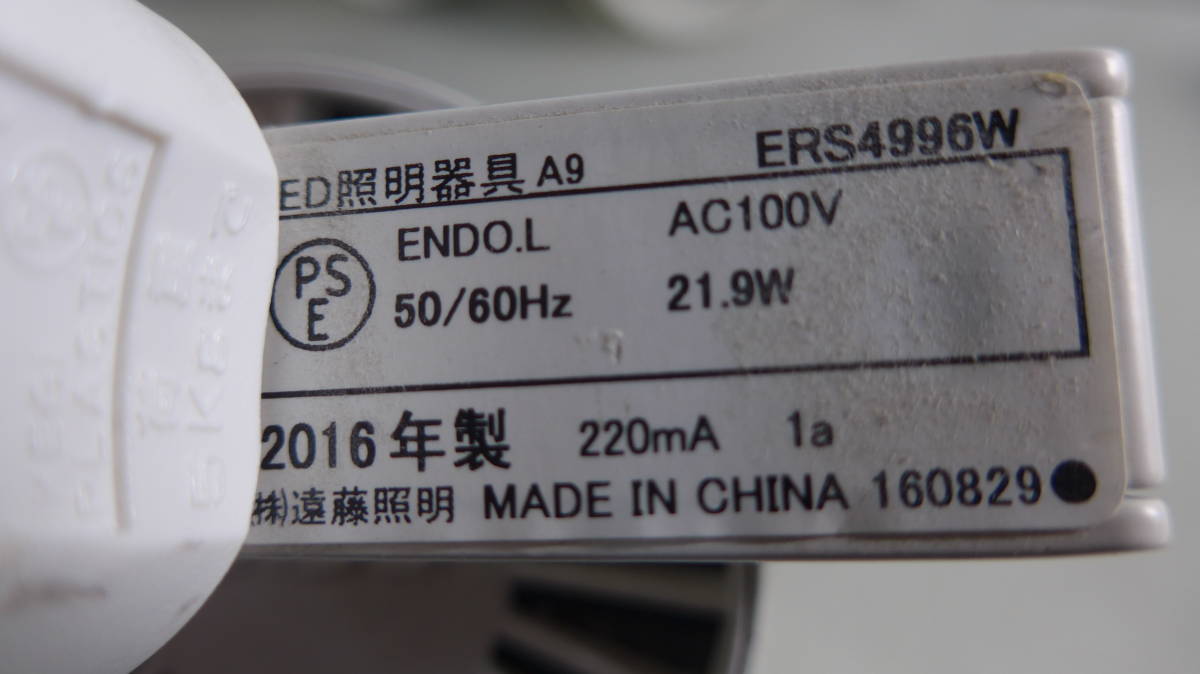 ED照明器具 A9 ERS4996W
PSE ENDO.L AC100V
50/60Hz 21.9W
2016年製 220mA 1a
㈱遠藤照明 MADE IN CHINA 160829